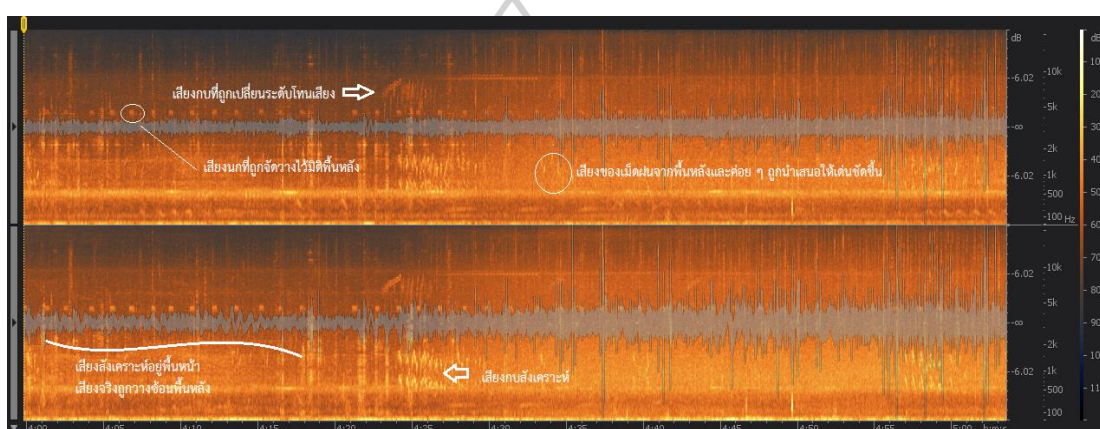 dB
dB
เสียงกบที่ถูกเปลี่ยนระดับโทนเสียง
-6.02
-10k
-5k
-∞
เสียงนกที่ถูกจัดวางไว้มิติพื้นหลัง
เสียงของเม็ดฝนจากพื้นหลังและค่อย ๆ ถูกนำเสนอให้เด่นชัดขึ้น
-2k
-6.02
-1k
-500
-100 Hz
20
30
40
50
60
70
80
90
-6.02
-10k
-5k
-∞
-2k
เสียงสังเคราะห์อยู่พื้นหน้า
เสียงจริงถูกวางซ้อนพื้นหลัง
เสียงกบสังเคราะห์
-6.02
-1k
-500
-100
4:00
4:05
4:10
4:15
4:20
4:25
4:30
4:35
4:40
4:45
4:50
4:55
5:00
hms